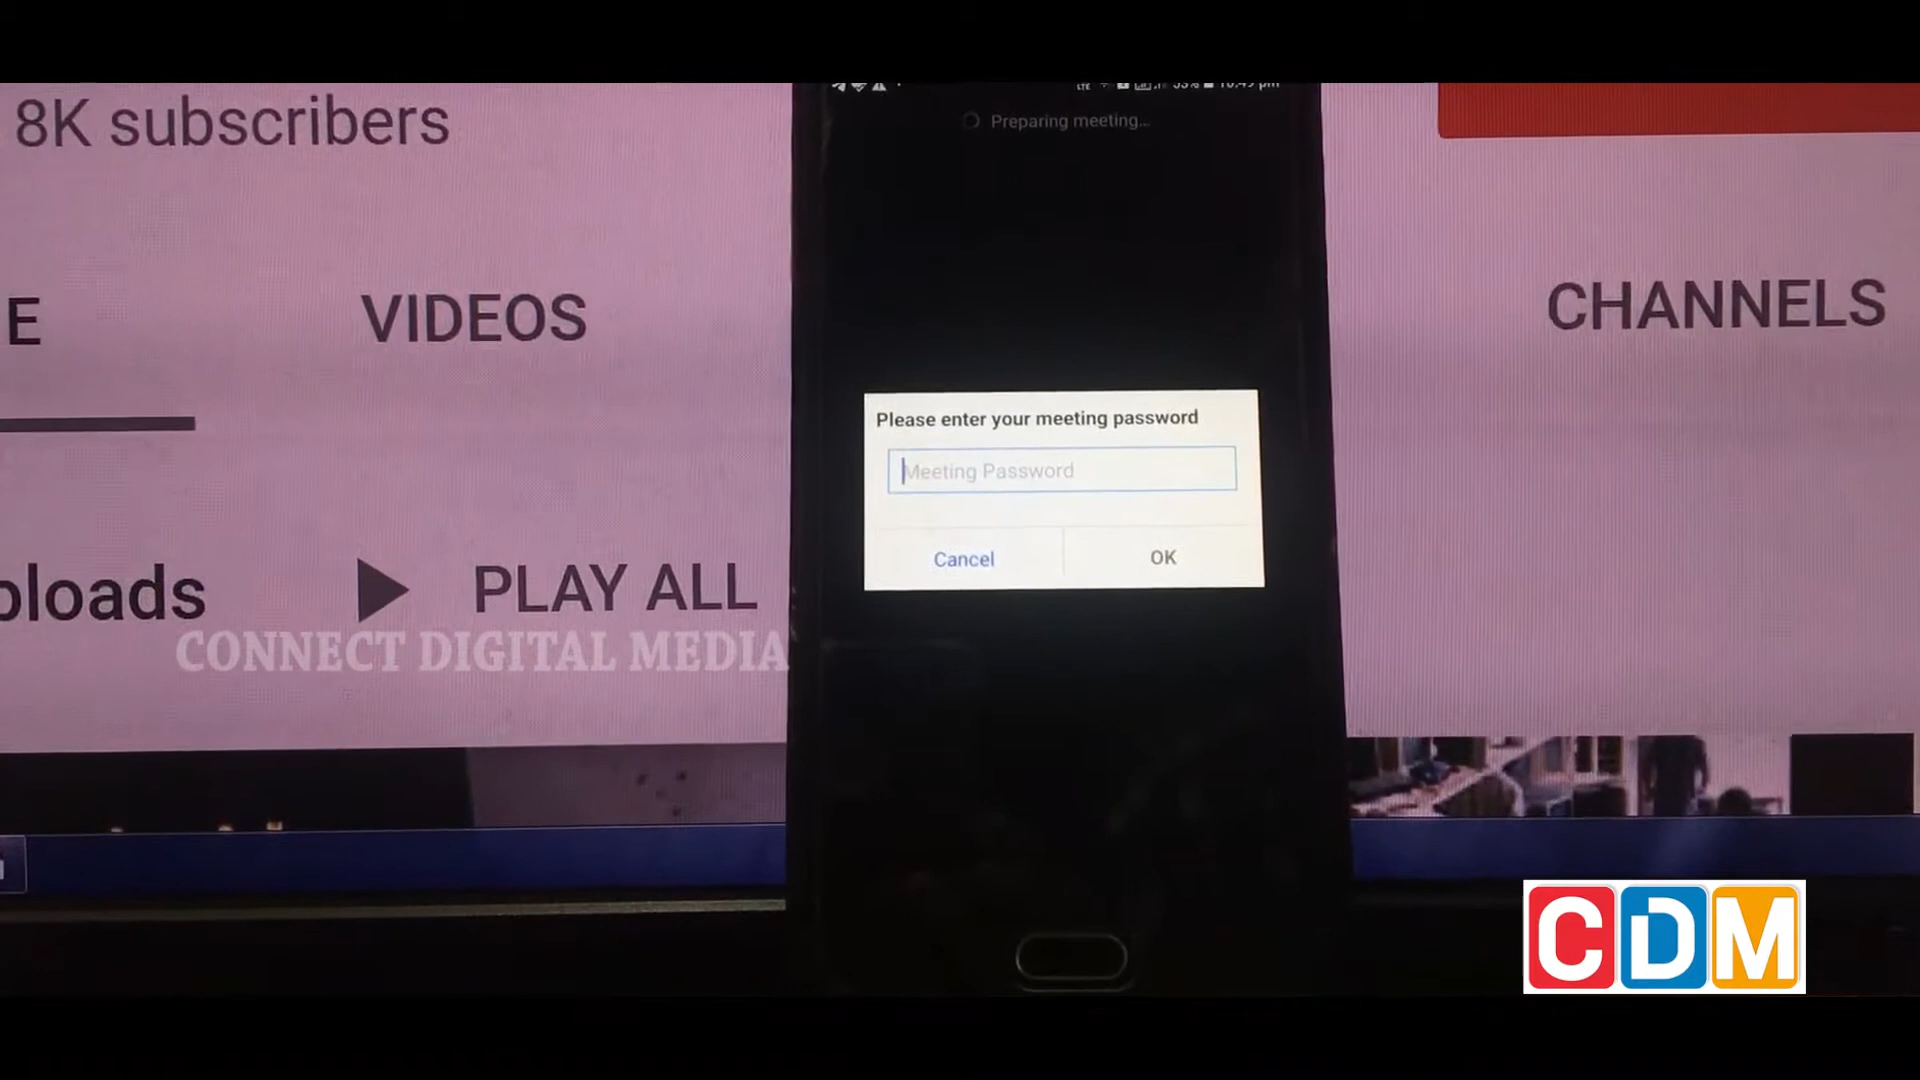 8K subscribers
LTE
Preparing meeting...
E
VIDEOS
CHANNELS
Please enter your meeting password
Meeting Password
Cancel
OK
ploads
PLAY ALL
CONNECT DIGITAL MEDIA
CDM